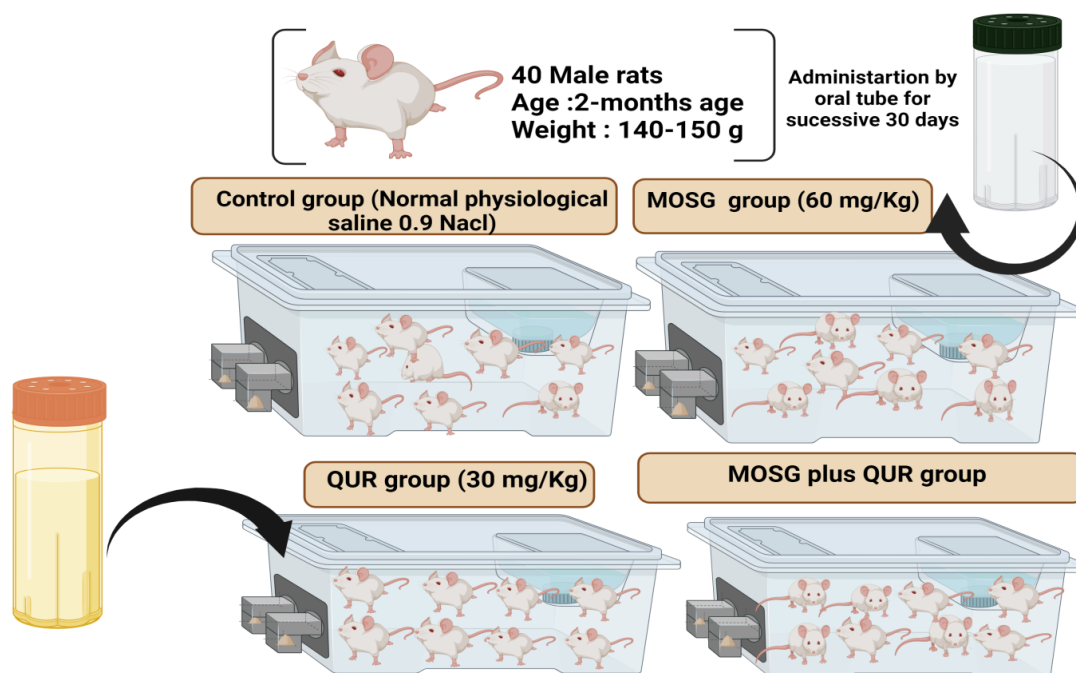 40 Male rats
Age :2-months age
Weight : 140-150 g
Administartion by
oral tube for
sucessive 30 days
Control group (Normal physiological
saline 0.9 Nacl)
MOSG  group (60 mg/Kg)
QUR group (30 mg/Kg)
MOSG plus QUR group